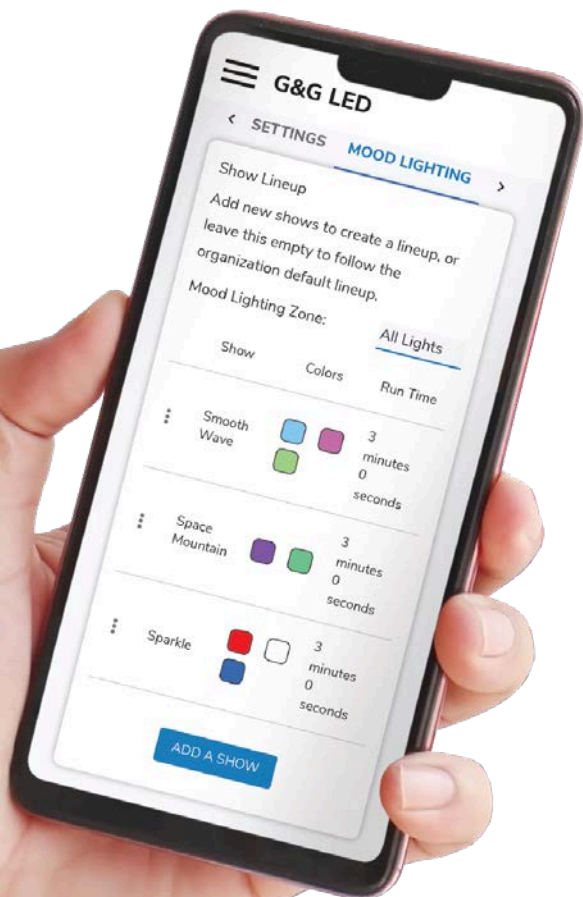 G&G LED
SETTINGS MOOD LIGHTING
Show Lineup
Add new shows to create a lineup, or
leave this empty to follow the
organization default lineup.
Mood Lighting Zone: All Lights
Show Colors Run Time
Smooth
Wave
3
minutes
0
seconds
Space
Mountain
3
minutes
0
seconds
Sparkle
3
minutes
0
seconds
ADD A SHOW